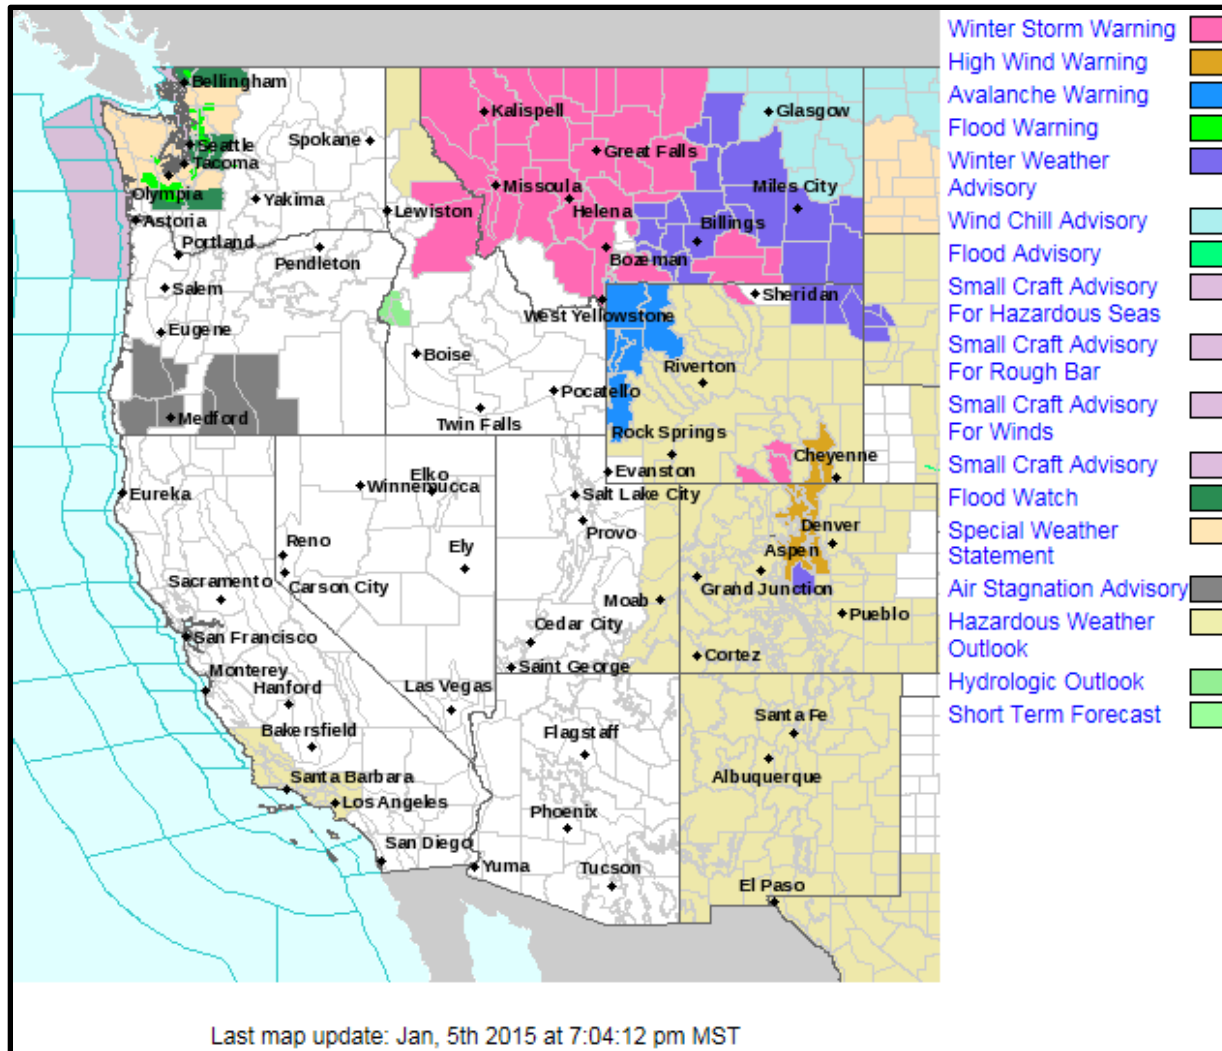 Winter Storm Warning
High Wind Warning
Avalanche Warning
Flood Warning
Winter Weather
Advisory
Wind Chill Advisory
Flood Advisory
Small Craft Advisory
For Hazardous Seas
Small Craft Advisory
For Rough Bar
Small Craft Advisory
For Winds
Small Craft Advisory
Flood Watch
Special Weather
Statement
Air Stagnation Advisory
Hazardous Weather
Outlook
Hydrologic Outlook
Short Term Forecast
Bellingham
Seattle
Tacoma
Olympia
Spokane
Yakima
Astoria
Portland
Pendleton
Salem
Eugene
Medford
Kalispell
Great Falls
Missoula
Helena
Lewiston
Bozeman
Glasgow
Miles City
Billings
West Yellowstone
Sheridan
Boise
Pocatello
Twin Falls
Riverton
Rock Springs
Evanston
Cheyenne
Eureka
Winnemucca
Elko
Reno
Carson City
Ely
Salt Lake City
Provo
Denver
Aspen
Grand Junction
Moab
Pueblo
Sacramento
San Francisco
Monterey
Hanford
Bakersfield
Las Vegas
Cedar City
Saint George
Cortez
Santa Barbara
Los Angeles
San Diego
Flagstaff
Santa Fe
Albuquerque
Phoenix
Yuma
Tucson
El Paso
Last map update: Jan, 5th 2015 at 7:04:12 pm MST